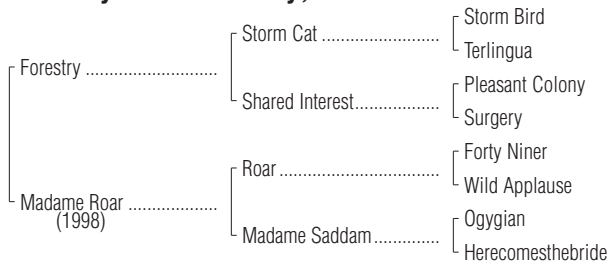 Storm Bird
Storm Cat ......................
Terlingua
Forestry .........................
Pleasant Colony
Shared Interest................
Surgery
Forty Niner
Roar ..............................
Wild Applause
Madame Roar .................
(1998)
Ogygian
Madame Saddam............
Herecomesthebride